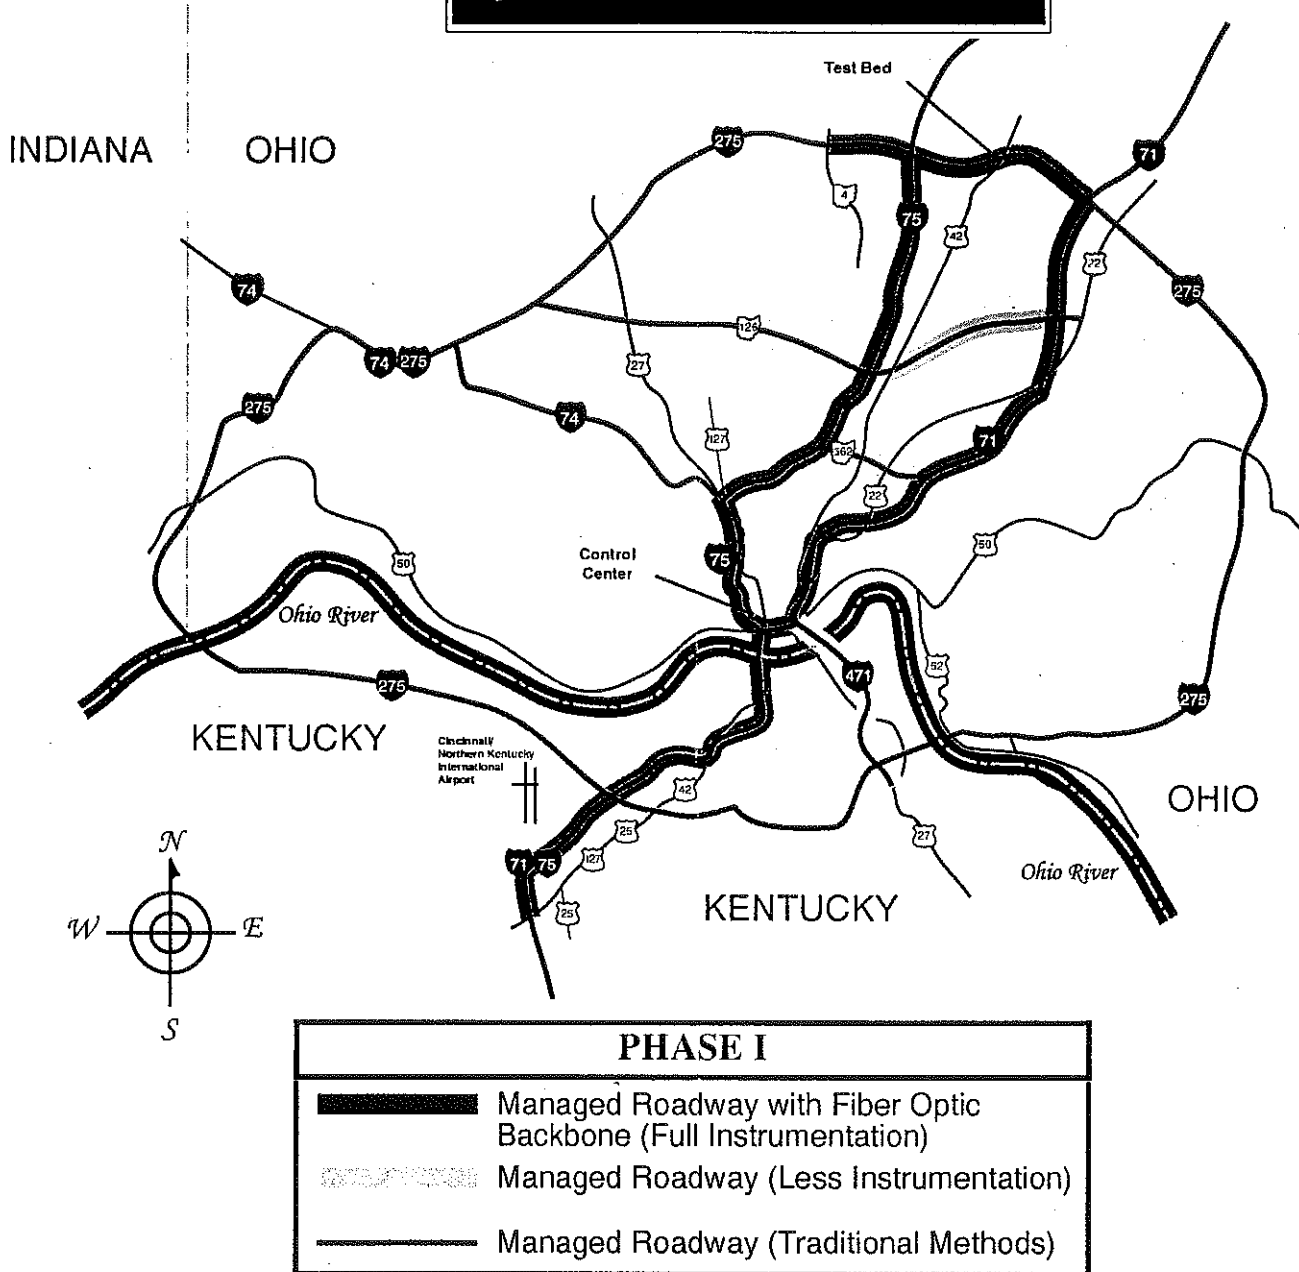 Test Bed
INDIANA
OHIO
275
71
4
75
42
22
74
275
126
74
275
27
275
74
127
71
562
22
50
Control
Center
75
50
Ohio River
52
471
275
275
KENTUCKY
Cincinnati/
Northern Kentucky
International
Airport
42
OHIO
25
27
127
71
75
Ohio River
25
KENTUCKY
N
W
E
S
PHASE I
Managed Roadway with Fiber Optic
Backbone (Full Instrumentation)
Managed Roadway (Less Instrumentation)
Managed Roadway (Traditional Methods)